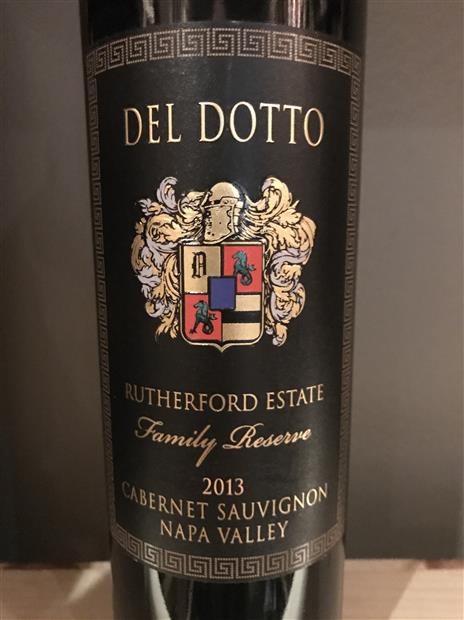 DEL DOTTO
D
RUTHERFORD ESTATE
Family Reserve
2013
CABERNET SAUVIGNON
NAPA VALLEY